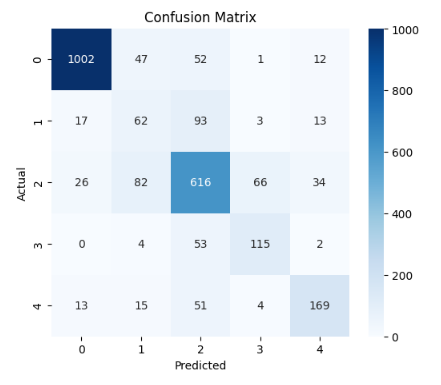 Confusion Matrix
0 1002 47 52 1 12
1 17 62 93 3 13
2 26 82 616 66 34
3 0 4 53 115 2
4 13 15 51 4 169
0 1 2 3 4
Actual
Predicted
1000
800
600
400
200
0